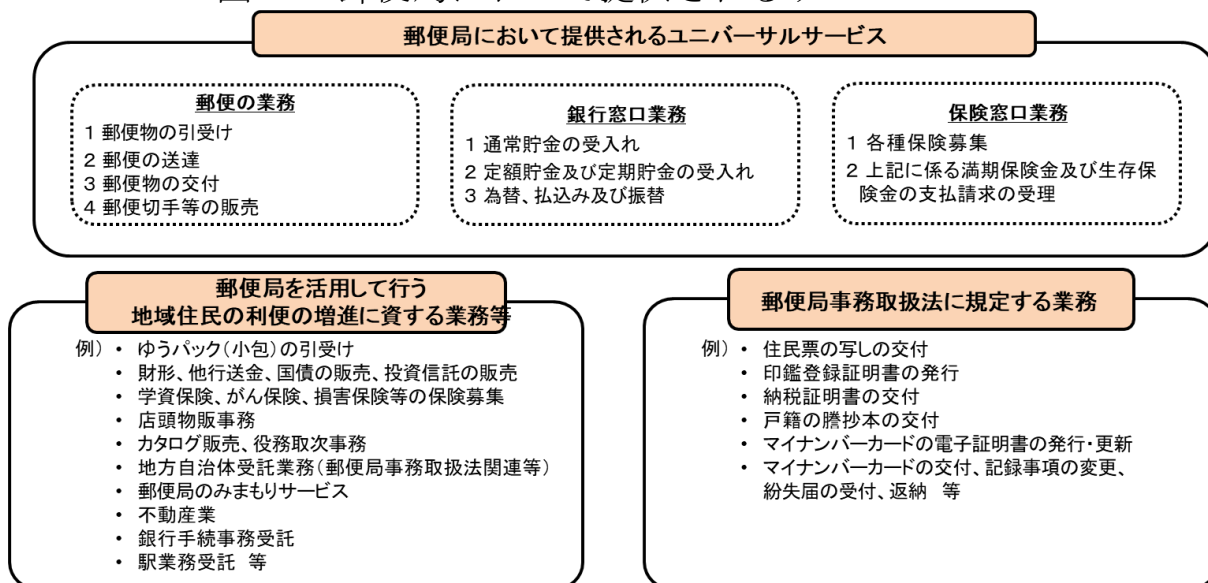 郵便局において提供されるユニバーサルサービス
郵便の業務
1 郵便物の引受け
2 郵便の送達
3 郵便物の交付
4 郵便切手等の販売
銀行窓口業務
1 通常貯金の受入れ
2 定額貯金及び定期貯金の受入れ
3 為替、払込み及び振替
保険窓口業務
1 各種保険募集
2 上記に係る満期保険金及び生存保
険金の支払請求の受理
郵便局を活用して行う
地域住民の利便の増進に資する業務等
例) ・ ゆうパック(小包)の引受け
・ 財形、他行送金、国債の販売、投資信託の販売
・ 学資保険、がん保険、損害保険等の保険募集
・ 店頭物販事務
・ カタログ販売、役務取次事務
・ 地方自治体受託業務(郵便局事務取扱法関連等)
・ 郵便局のみまもりサービス
・ 不動産業
・ 銀行手続事務受託
・ 駅業務受託 等
郵便局事務取扱法に規定する業務
例) ・ 住民票の写しの交付
・ 印鑑登録証明書の発行
・ 納税証明書の交付
・ 戸籍の謄抄本の交付
・ マイナンバーカードの電子証明書の発行・更新
・ マイナンバーカードの交付、記録事項の変更、
紛失届の受付、返納 等